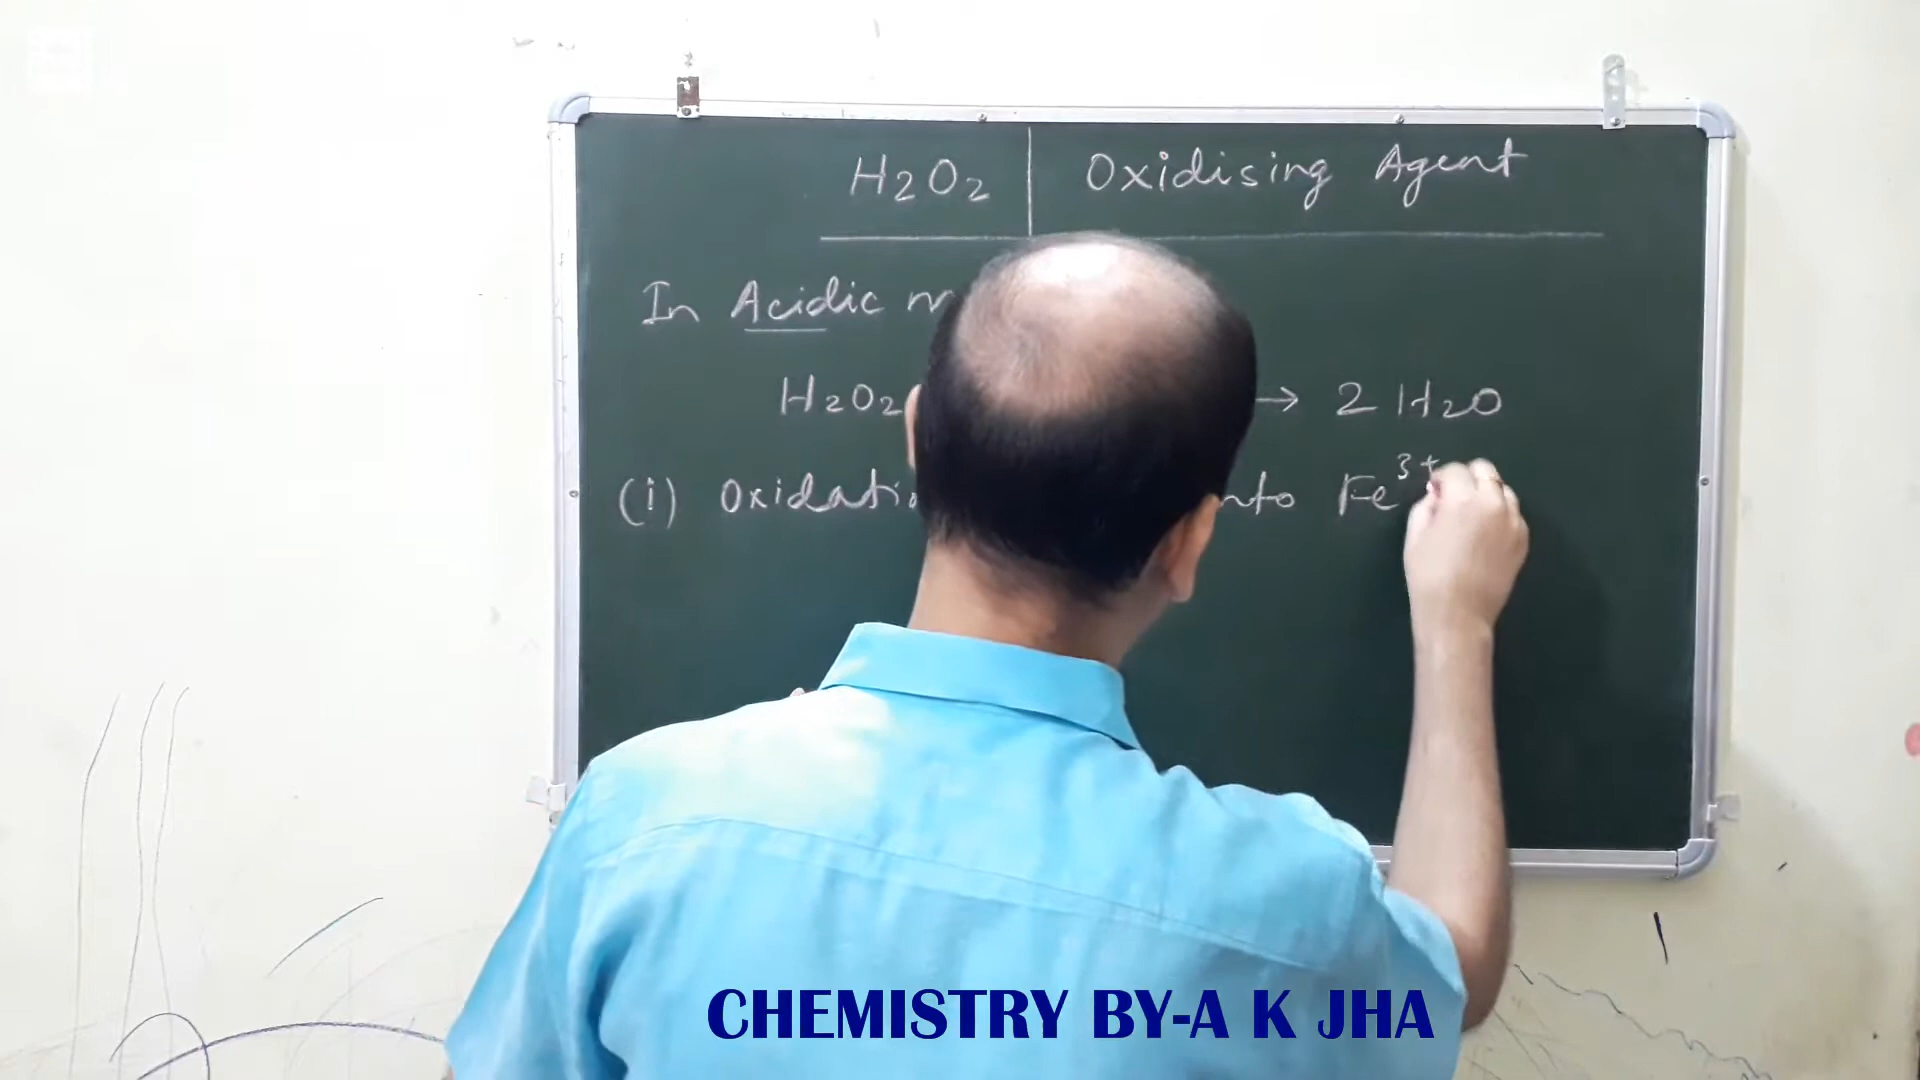 H₂O₂ | Oxidising Agent
In Acidic
H₂O₂ → 2 H₂O
(i) Oxidati nto Fe³⁺
CHEMISTRY BY-A K JHA